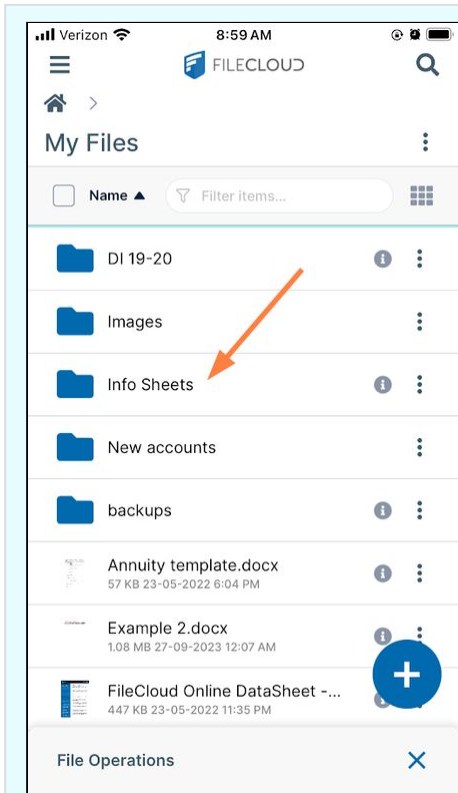 Verizon 8:59 AM
FILECLOUD
My Files
Name Filter items...
DI 19-20
Images
Info Sheets
New accounts
backups
Annuity template.docx
57 KB 23-05-2022 6:04 PM
Example 2.docx
1.08 MB 27-09-2023 12:07 AM
FileCloud Online DataSheet -...
447 KB 23-05-2022 11:35 PM
File Operations